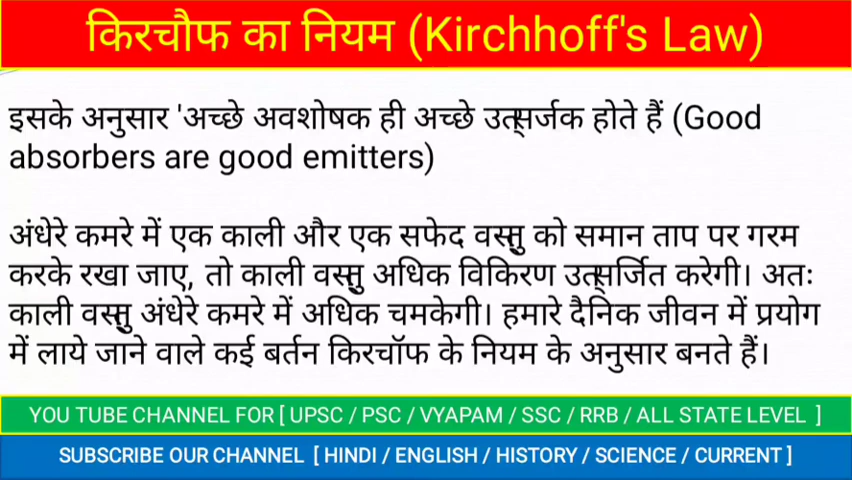 किरचौफ का नियम (Kirchhoff's Law)
इसके अनुसार 'अच्छे अवशोषक ही अच्छे उत्सर्जक होते हैं (Good
absorbers are good emitters)
अंधेरे कमरे में एक काली और एक सफेद वस्तु को समान ताप पर गरम
करके रखा जाए, तो काली वस्तु अधिक विकिरण उत्सर्जित करेगी। अतः
काली वस्तु अंधेरे कमरे में अधिक चमकेगी। हमारे दैनिक जीवन में प्रयोग
में लाये जाने वाले कई बर्तन किरचॉफ के नियम के अनुसार बनते हैं।
YOU TUBE CHANNEL FOR [ UPSC / PSC / VYAPAM / SSC / RRB / ALL STATE LEVEL ]
SUBSCRIBE OUR CHANNEL [ HINDI / ENGLISH / HISTORY / SCIENCE / CURRENT ]